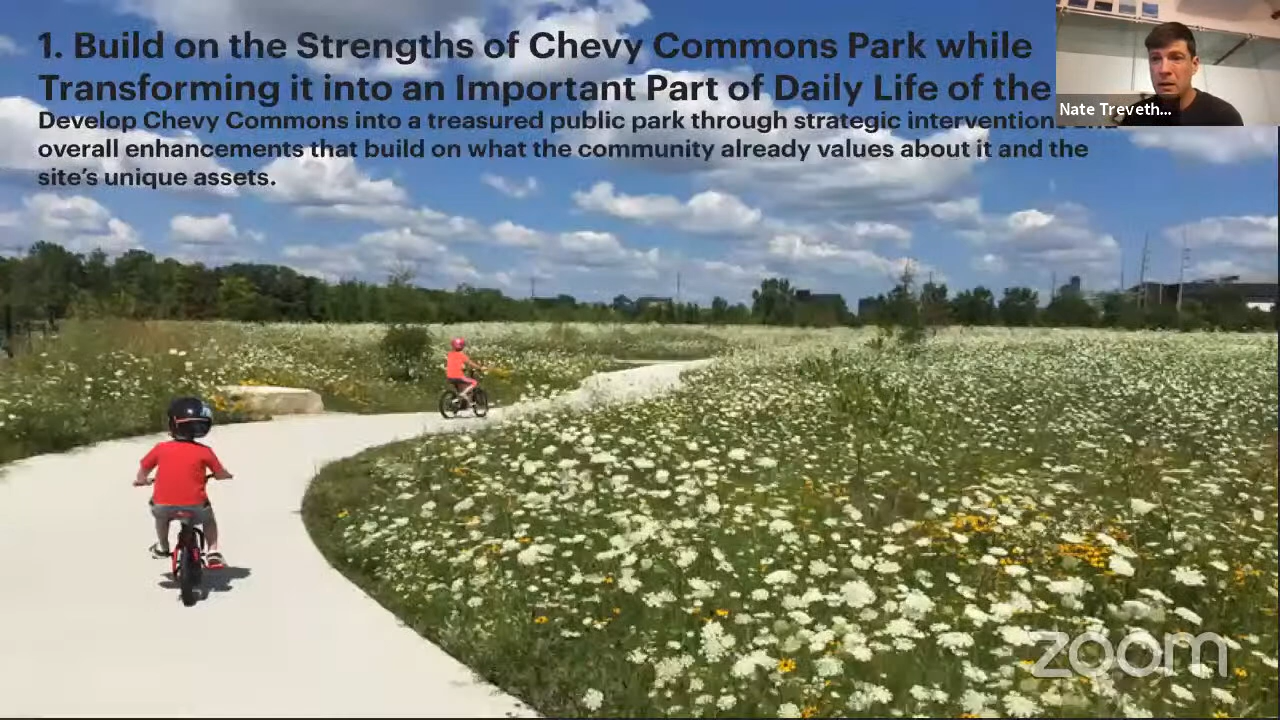 1. Build on the Strengths of Chevy Commons Park while
Transforming it into an Important Part of Daily Life of the
Develop Chevy Commons into a treasured public park through strategic interventions and
overall enhancements that build on what the community already values about it and the
site's unique assets.
Nate Treveth...
zoom